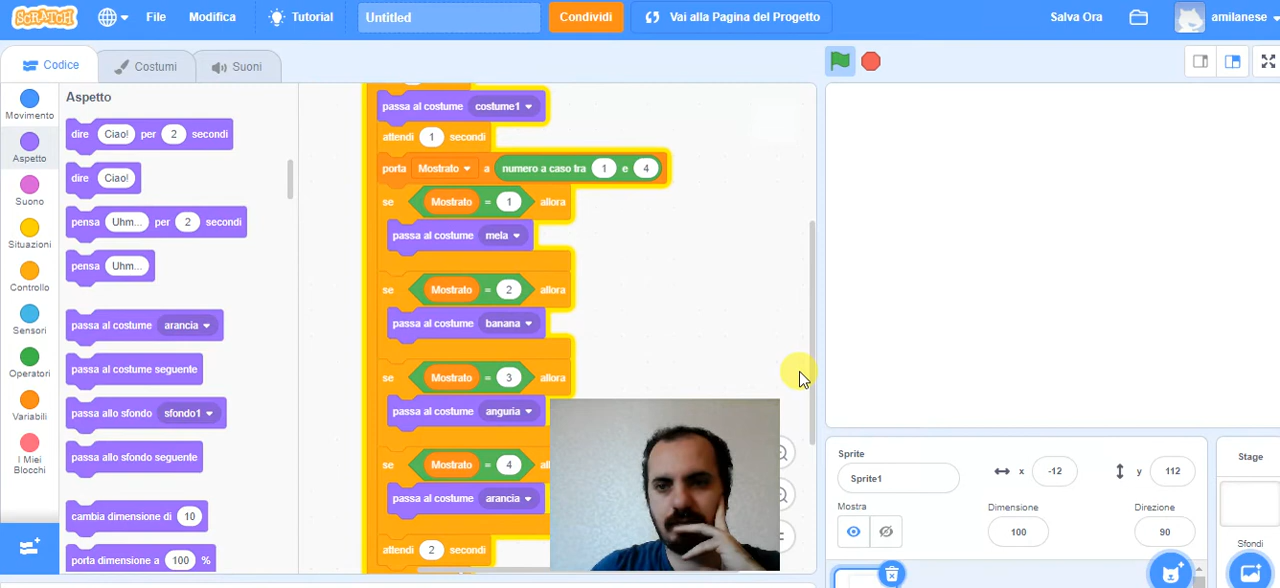 SCRATCH File Modifica Tutorial Untitled Condividi Vai alla Pagina del Progetto Salva Ora amilanese
Codice Costumi Suoni
Movimento
Aspetto
Suono
Situazioni
Controllo
Sensori
Operatori
Variabili
I Miei
Blocchi
Aspetto
dire Ciao! per 2 secondi
dire Ciao!
pensa Uhm... per 2 secondi
pensa Uhm...
passa al costume arancia
passa al costume seguente
passa allo sfondo sfondo1
passa allo sfondo seguente
cambia dimensione di 10
porta dimensione a 100 %
passa al costume costume1
attendi 1 secondi
porta Mostrato a numero a caso tra 1 e 4
se Mostrato = 1 allora
passa al costume mela
se Mostrato = 2 allora
passa al costume banana
se Mostrato = 3 allora
passa al costume anguria
se Mostrato = 4
passa al costume arancia
attendi 2 secondi
Sprite
Sprite1 x -12 y 112
Mostra Dimensione Direzione
100 90
Stage
Sfondi